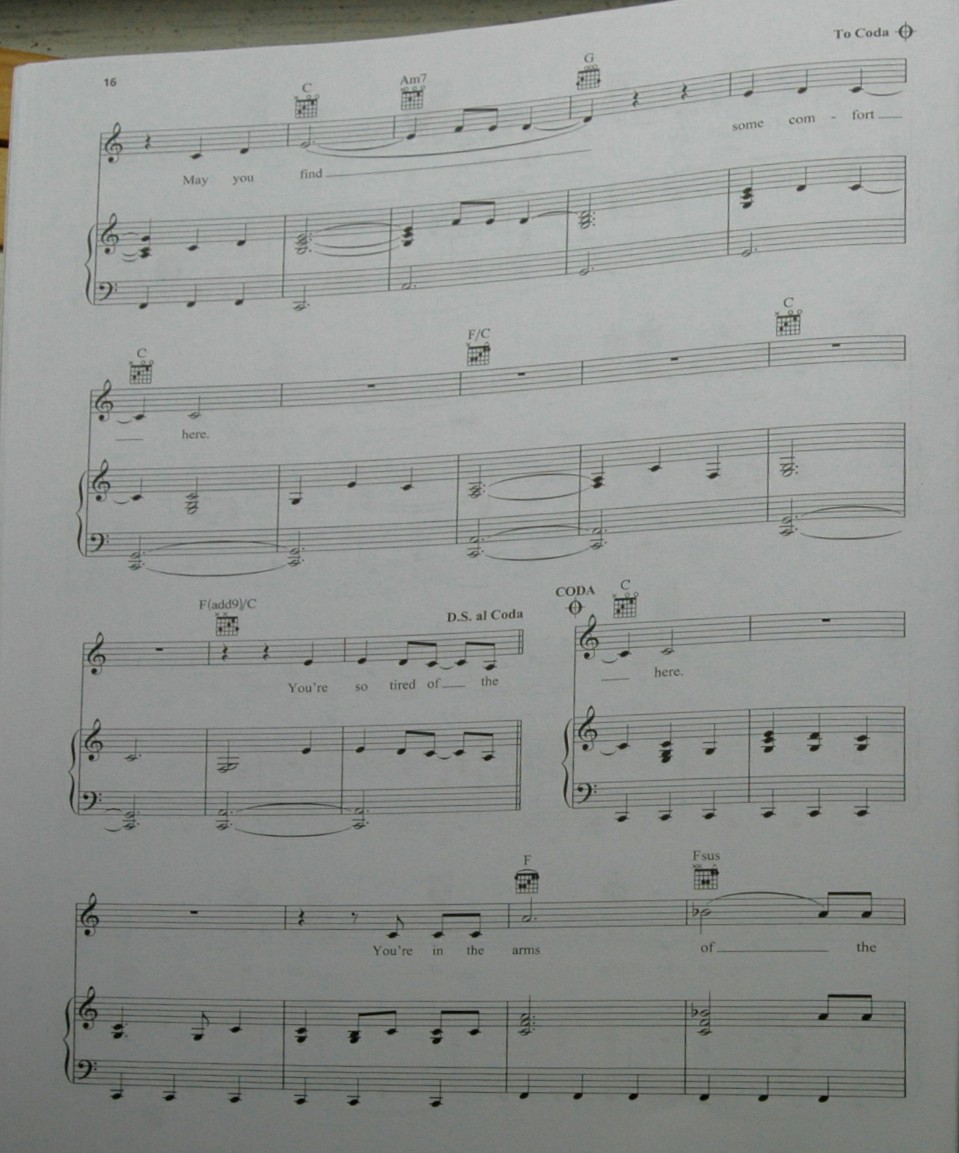 To Coda
16
C Am7 G
May you find some com - fort
C F/C C
here.
F(add9)/C D.S. al Coda CODA C
You're so tired of the here.
F Fsus
You're in the arms of the